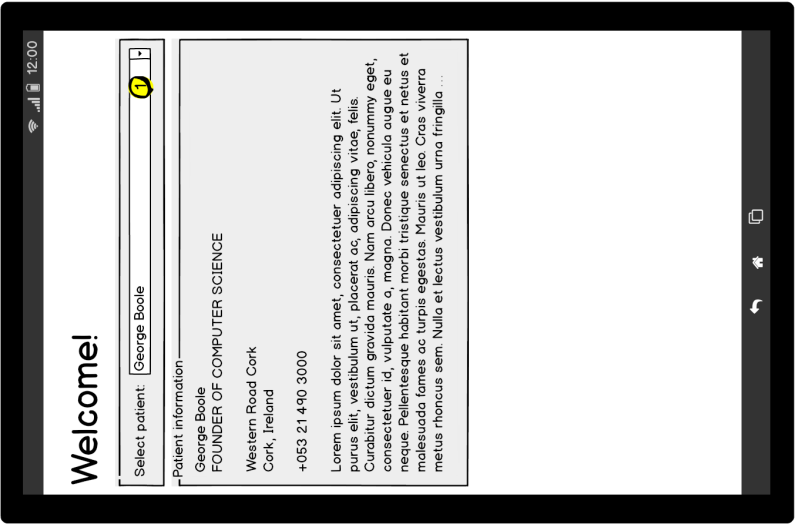 12:00
Welcome!
Select patient: George Boole
1
Patient information
George Boole
FOUNDER OF COMPUTER SCIENCE
Western Road Cork
Cork, Ireland
+053 21 490 3000
Lorem ipsum dolor sit amet, consectetuer adipiscing elit. Ut
purus elit, vestibulum ut, placerat ac, adipiscing vitae, felis.
Curabitur dictum gravida mauris. Nam arcu libero, nonummy eget,
consectetuer id, vulputate a, magna. Donec vehicula augue eu
neque. Pellentesque habitant morbi tristique senectus et netus et
malesuada fames ac turpis egestas. Mauris ut leo. Cras viverra
metus rhoncus sem. Nulla et lectus vestibulum urna fringilla ...